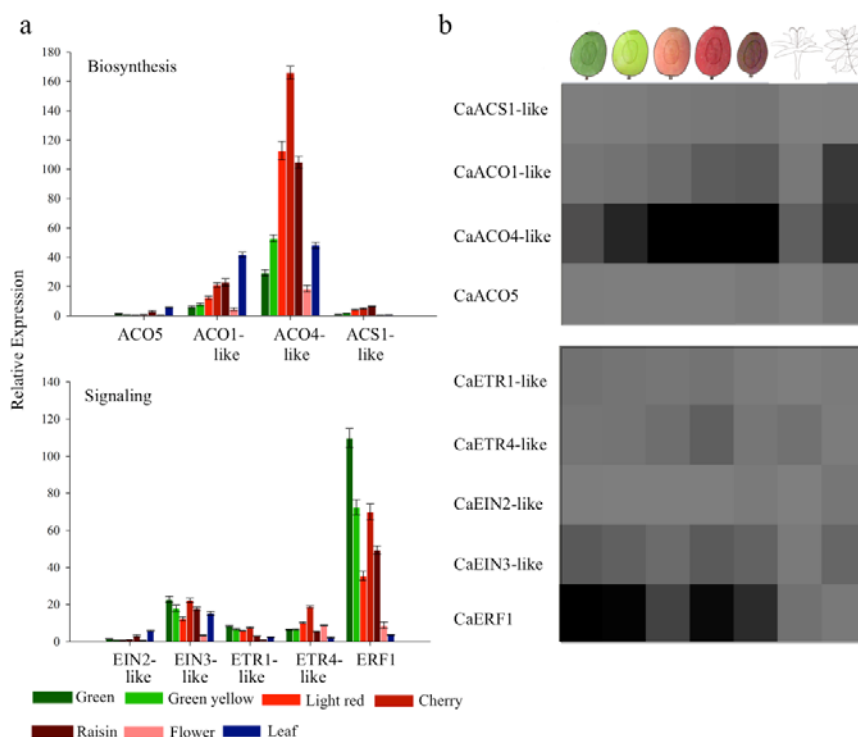 a
b
Biosynthesis
180
160
140
120
100
80
60
40
20
0
ACO5
ACO1-like
ACO4-like
ACS1-like
Relative Expression
Signaling
140
120
100
80
60
40
20
0
EIN2-like
EIN3-like
ETR1-like
ETR4-like
ERF1
Green
Green yellow
Light red
Cherry
Raisin
Flower
Leaf
CaACS1-like
CaACO1-like
CaACO4-like
CaACO5
CaETR1-like
CaETR4-like
CaEIN2-like
CaEIN3-like
CaERF1